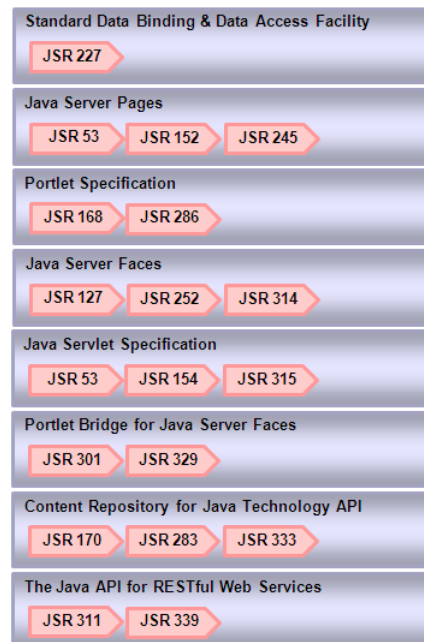 Standard Data Binding & Data Access Facility
JSR 227
Java Server Pages
JSR 53 JSR 152 JSR 245
Portlet Specification
JSR 168 JSR 286
Java Server Faces
JSR 127 JSR 252 JSR 314
Java Servlet Specification
JSR 53 JSR 154 JSR 315
Portlet Bridge for Java Server Faces
JSR 301 JSR 329
Content Repository for Java Technology API
JSR 170 JSR 283 JSR 333
The Java API for RESTful Web Services
JSR 311 JSR 339